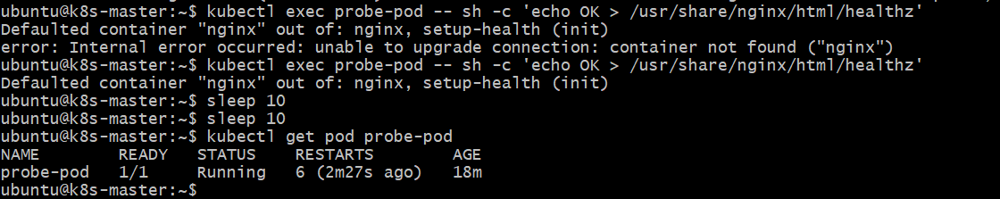 ubuntu@k8s-master:~$ kubectl exec probe-pod -- sh -c 'echo OK > /usr/share/nginx/html/healthz'
Defaulted container "nginx" out of: nginx, setup-health (init)
error: Internal error occurred: unable to upgrade connection: container not found ("nginx")
ubuntu@k8s-master:~$ kubectl exec probe-pod -- sh -c 'echo OK > /usr/share/nginx/html/healthz'
Defaulted container "nginx" out of: nginx, setup-health (init)
ubuntu@k8s-master:~$ sleep 10
ubuntu@k8s-master:~$ sleep 10
ubuntu@k8s-master:~$ kubectl get pod probe-pod
NAME        READY   STATUS    RESTARTS        AGE
probe-pod   1/1     Running   6 (2m27s ago)   18m
ubuntu@k8s-master:~$